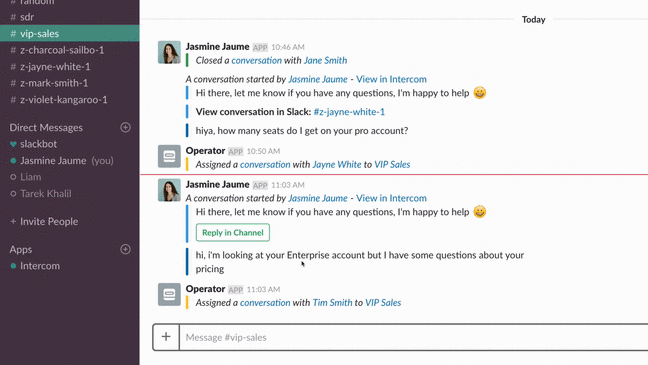 # random
# sdr
# vip-sales
# z-charcoal-sailbo-1
# z-jayne-white-1
# z-mark-smith-1
# z-violet-kangaroo-1
Direct Messages
slackbot
Jasmine Jaume (you)
Liam
Tarek Khalil
+ Invite People
Apps
Intercom
Today
Jasmine Jaume APP 10:46 AM
Closed a conversation with Jane Smith
A conversation started by Jasmine Jaume - View in Intercom
Hi there, let me know if you have any questions, I'm happy to help
View conversation in Slack: #z-jayne-white-1
hiya, how many seats do I get on your pro account?
Operator APP 10:50 AM
Assigned a conversation with Jayne White to VIP Sales
Jasmine Jaume APP 11:03 AM
A conversation started by Jasmine Jaume - View in Intercom
Hi there, let me know if you have any questions, I'm happy to help
Reply in Channel
hi, i'm looking at your Enterprise account but I have some questions about your
pricing
Operator APP 11:03 AM
Assigned a conversation with Tim Smith to VIP Sales
+ Message #vip-sales